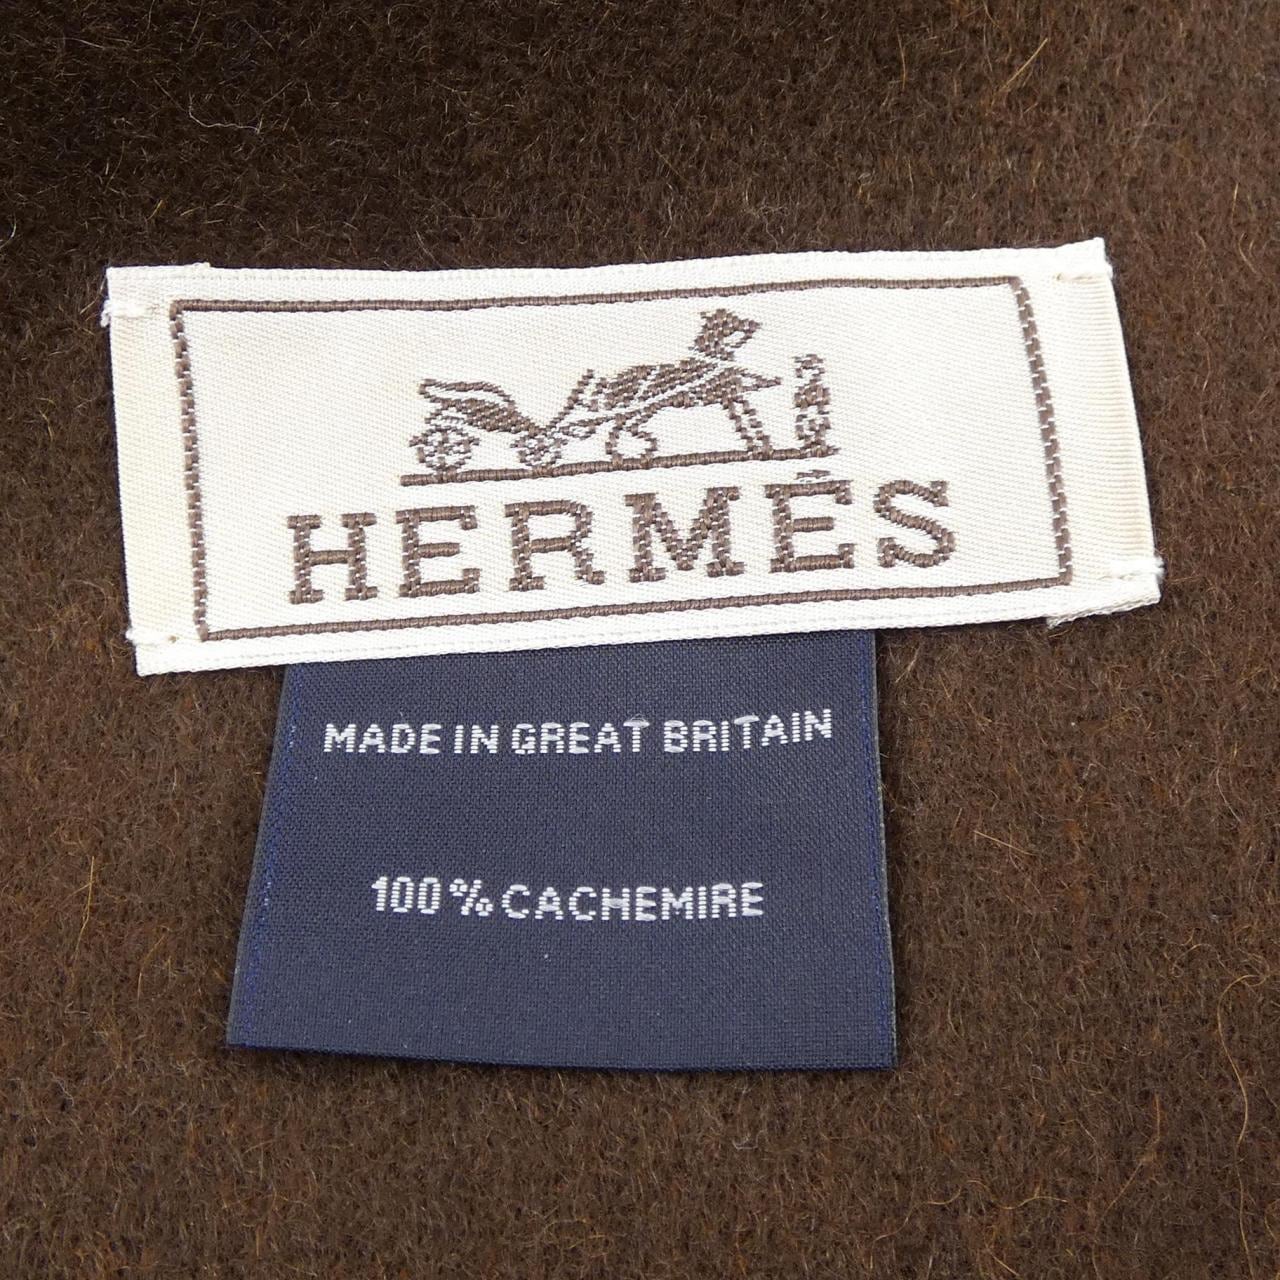 HERMÈS
MADE IN GREAT BRITAIN
100% CACHEMIRE